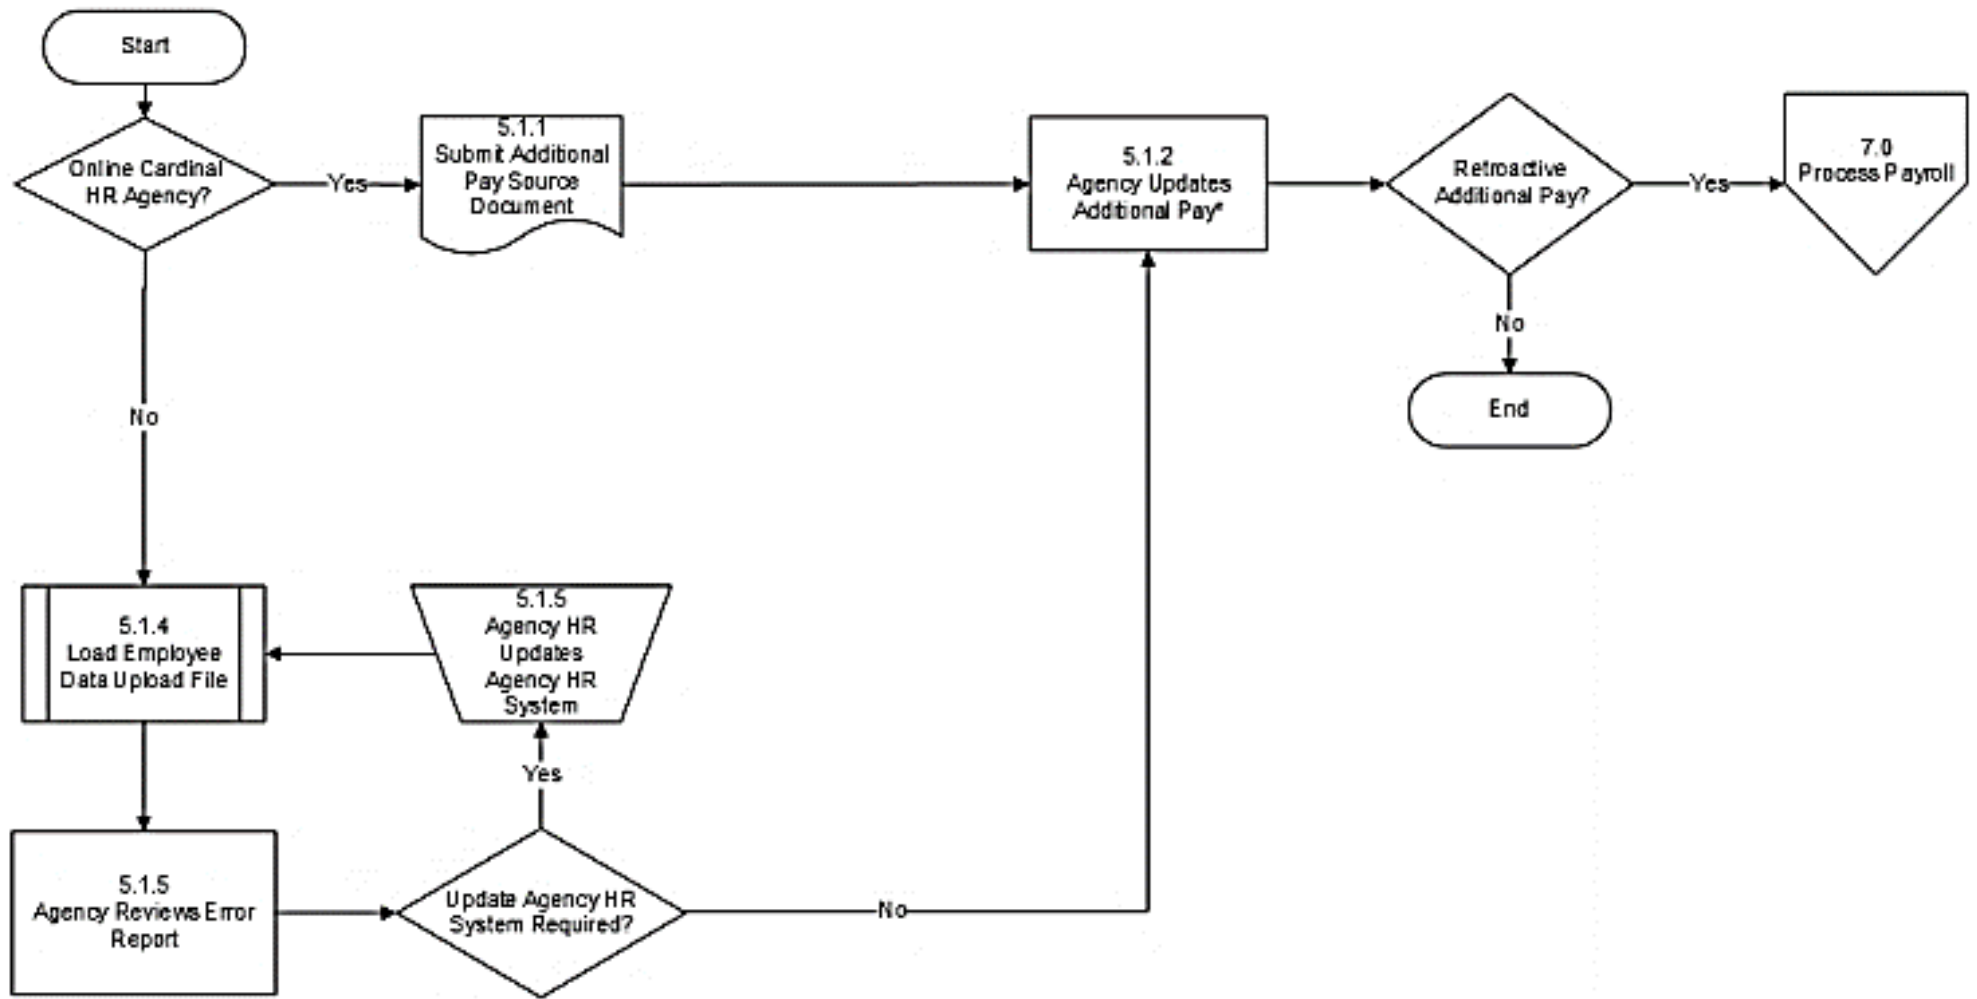 Start
Online Cardinal
HR Agency?
Yes
5.1.1
Submit Additional
Pay Source
Document
5.1.2
Agency Updates
Additional Pay*
Retroactive
Additional Pay?
Yes
7.0
Process Payroll
No
End
No
5.1.4
Load Employee
Data Upload File
5.1.5
Agency HR
Updates
Agency HR
System
Yes
5.1.5
Agency Reviews Error
Report
Update Agency HR
System Required?
No